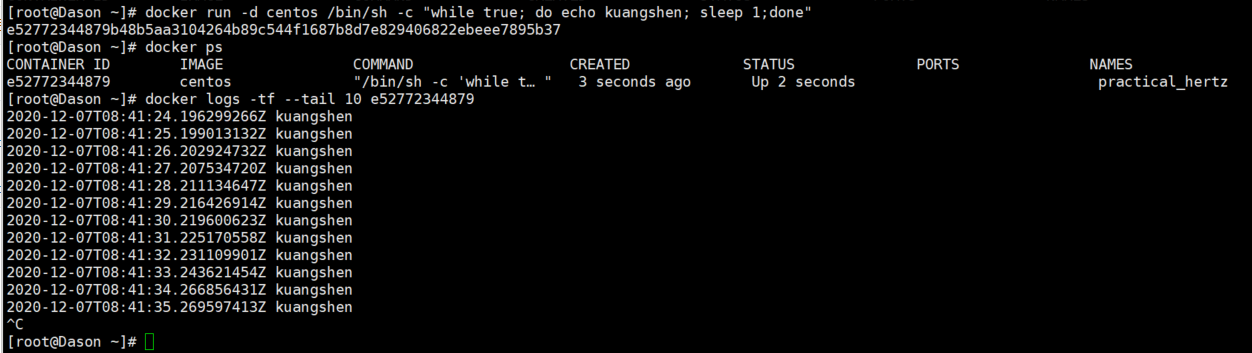 [root@Dason ~]# docker run -d centos /bin/sh -c "while true; do echo kuangshen; sleep 1;done"
e52772344879b48b5aa3104264b89c544f1687b8d7e829406822ebeee7895b37
[root@Dason ~]# docker ps
CONTAINER ID        IMAGE               COMMAND                  CREATED             STATUS              PORTS               NAMES
e52772344879        centos              "/bin/sh -c 'while t… "   3 seconds ago       Up 2 seconds                            practical_hertz
[root@Dason ~]# docker logs -tf --tail 10 e52772344879
2020-12-07T08:41:24.196299266Z kuangshen
2020-12-07T08:41:25.199013132Z kuangshen
2020-12-07T08:41:26.202924732Z kuangshen
2020-12-07T08:41:27.207534720Z kuangshen
2020-12-07T08:41:28.211134647Z kuangshen
2020-12-07T08:41:29.216426914Z kuangshen
2020-12-07T08:41:30.219600623Z kuangshen
2020-12-07T08:41:31.225170558Z kuangshen
2020-12-07T08:41:32.231109901Z kuangshen
2020-12-07T08:41:33.243621454Z kuangshen
2020-12-07T08:41:34.266856431Z kuangshen
2020-12-07T08:41:35.269597413Z kuangshen
^C
[root@Dason ~]#